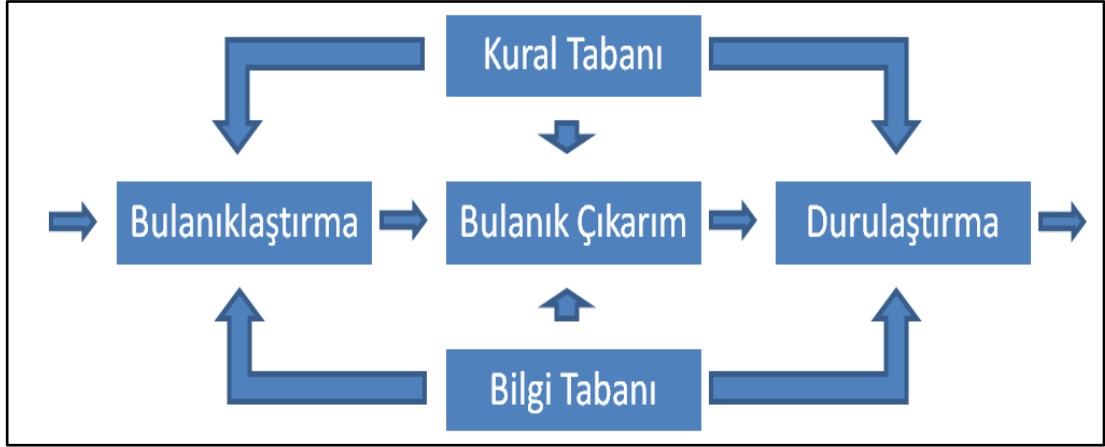 Kural Tabanı
Bulanıklaştırma
Bulanık Çıkarım
Durulaştırma
Bilgi Tabanı